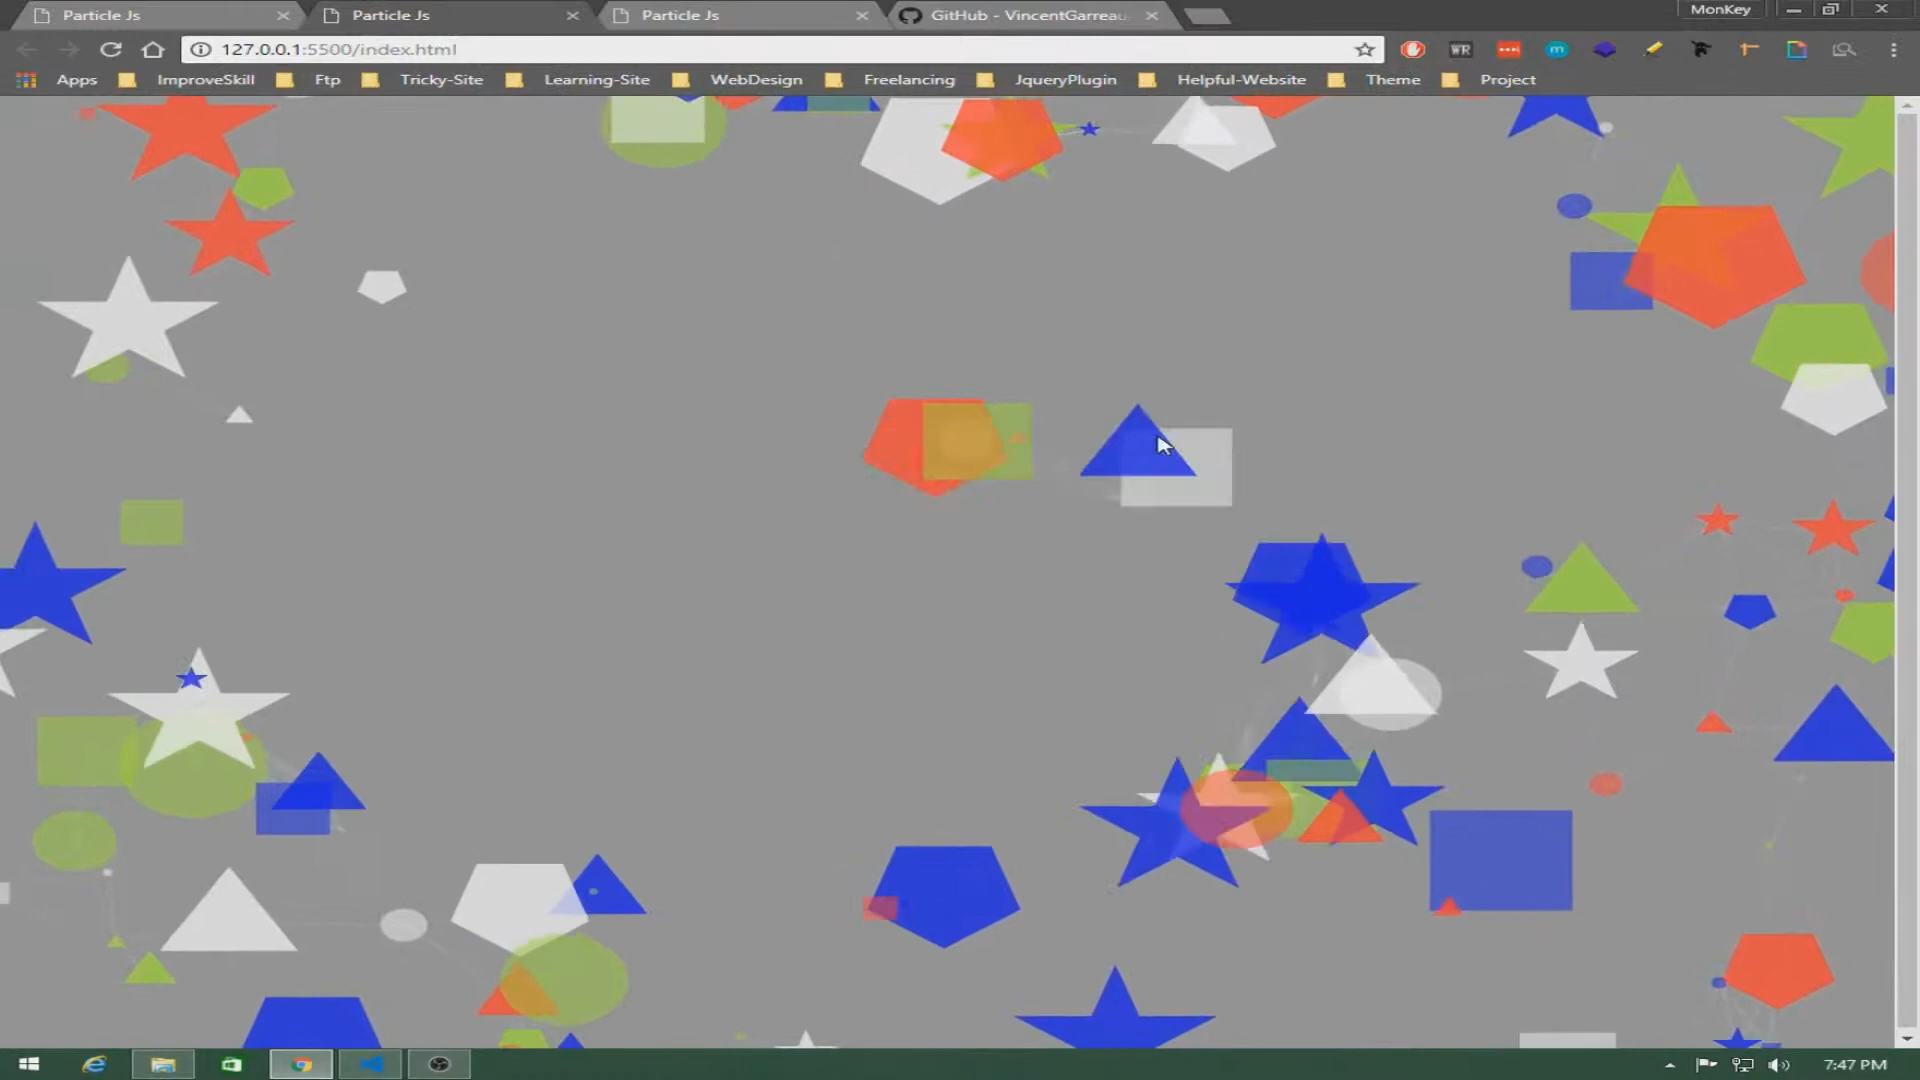 Particle Js
Particle Js
Particle Js
GitHub - VincentGarreau
MonKey
127.0.0.1:5500/index.html
WR
m
Apps
ImproveSkill
Ftp
Tricky-Site
Learning-Site
WebDesign
Freelancing
JqueryPlugin
Helpful-Website
Theme
Project
7:47 PM